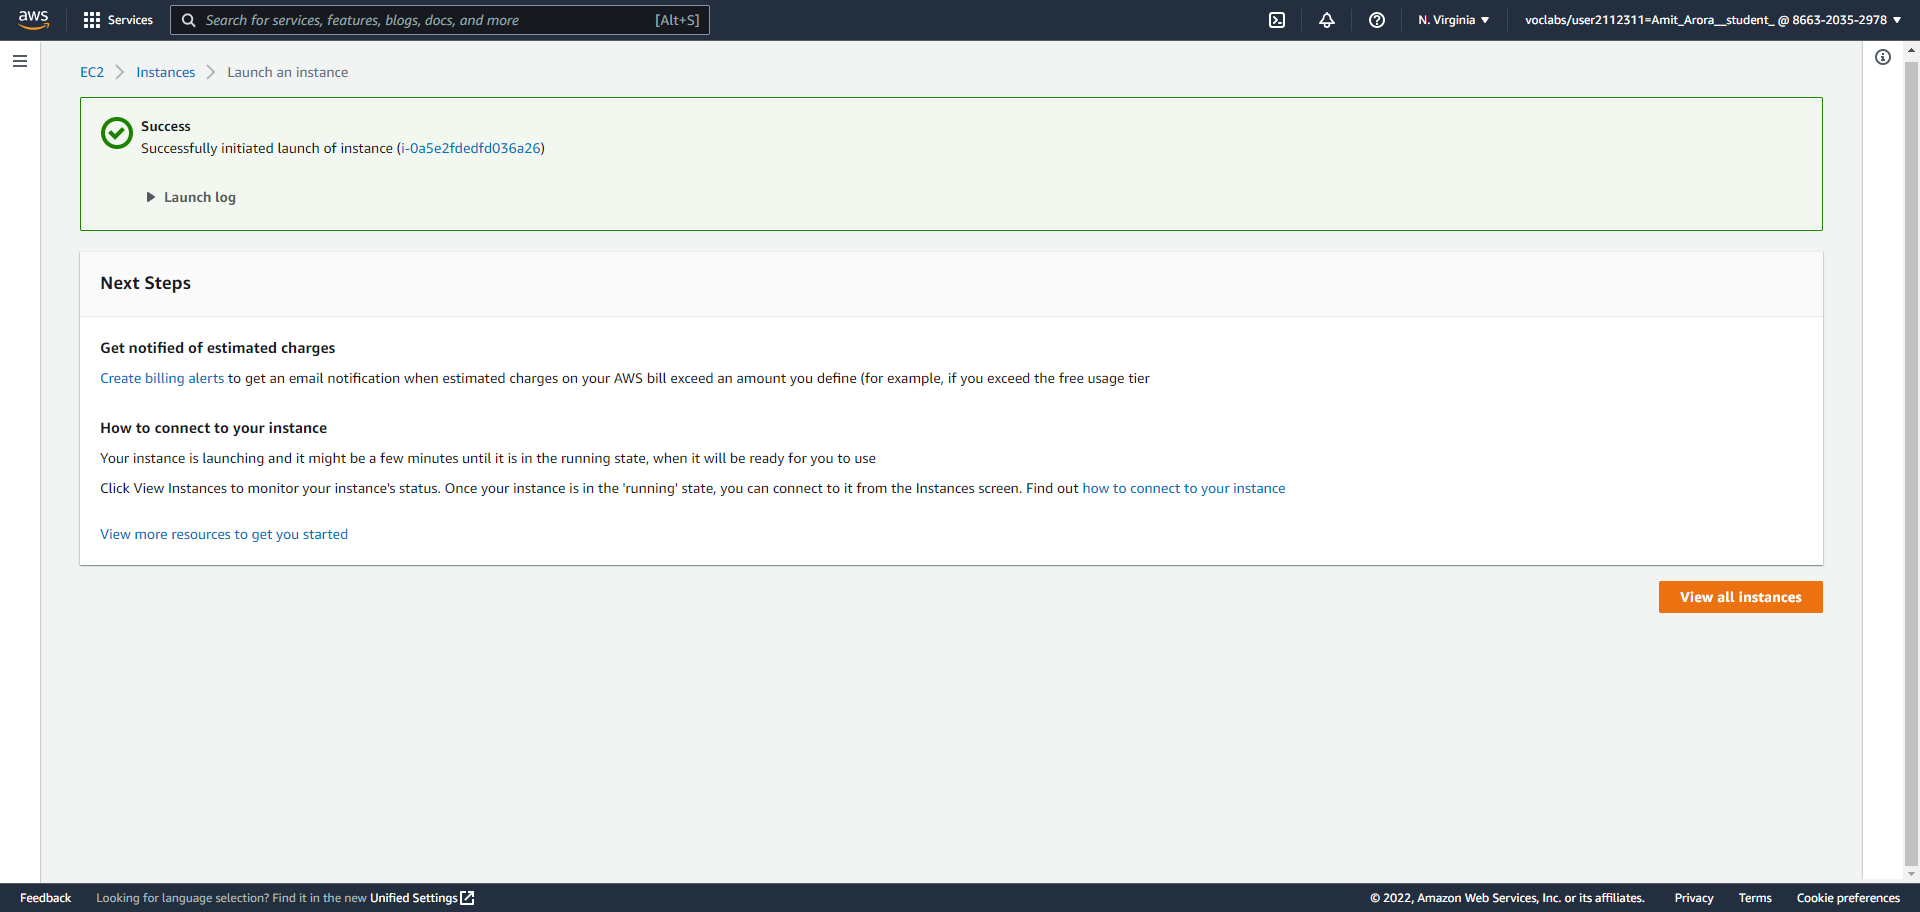 aws Services Search for services, features, blogs, docs, and more [Alt+S] N. Virginia voclabs/user2112311=Amit_Arora__student_ @ 8663-2035-2978
EC2 Instances Launch an instance
Success
Successfully initiated launch of instance (i-0a5e2fdedfd036a26)
Launch log
Next Steps
Get notified of estimated charges
Create billing alerts to get an email notification when estimated charges on your AWS bill exceed an amount you define (for example, if you exceed the free usage tier
How to connect to your instance
Your instance is launching and it might be a few minutes until it is in the running state, when it will be ready for you to use
Click View Instances to monitor your instance's status. Once your instance is in the 'running' state, you can connect to it from the Instances screen. Find out how to connect to your instance
View more resources to get you started
View all instances
Feedback Looking for language selection? Find it in the new Unified Settings © 2022, Amazon Web Services, Inc. or its affiliates. Privacy Terms Cookie preferences